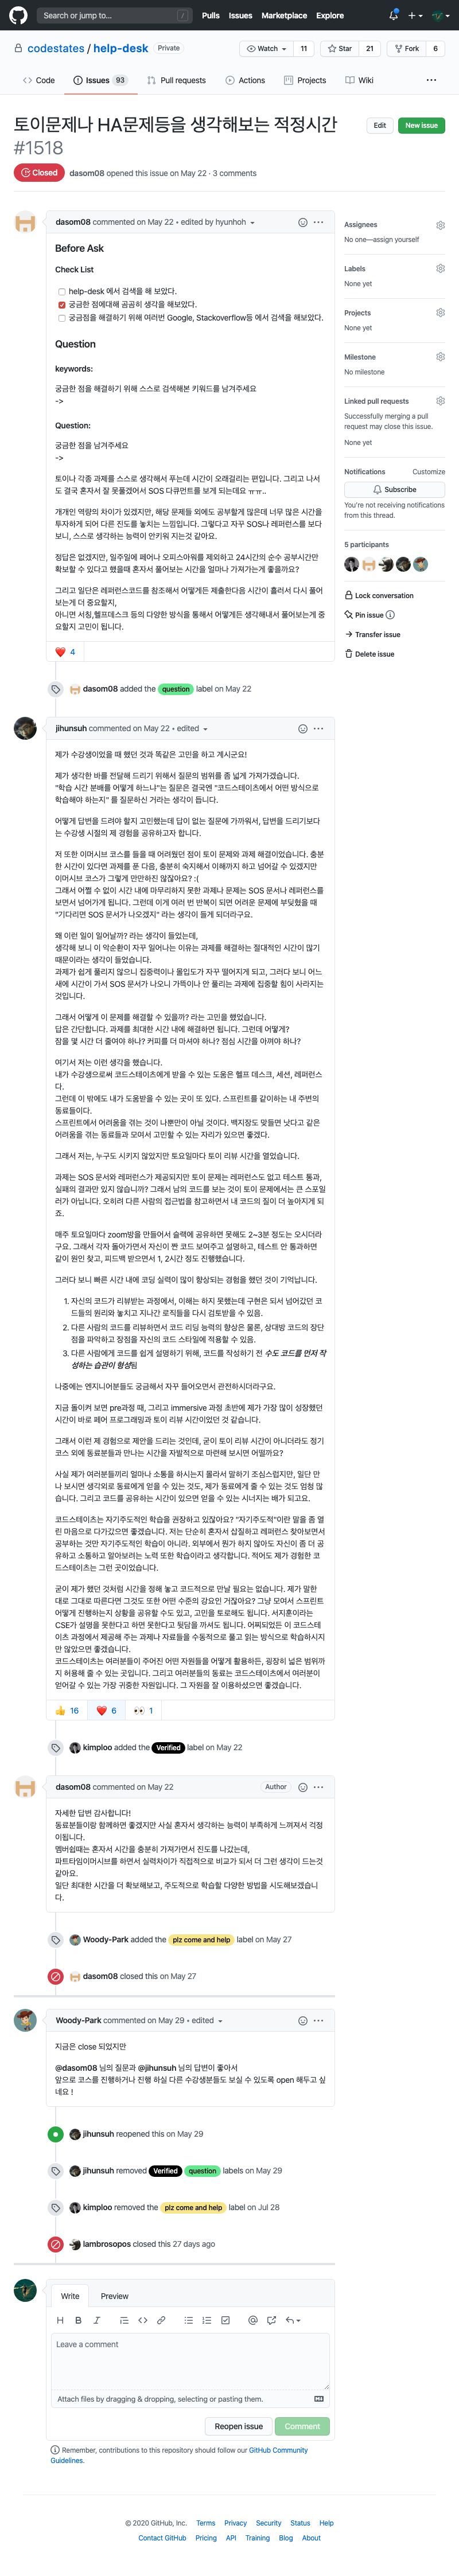 Search or jump to...
/
Pulls Issues Marketplace Explore
codestates / help-desk Private
Watch 11 Star 21 Fork 6
Code Issues 93 Pull requests Actions Projects Wiki
토이문제나 HA문제등을 생각해보는 적정시간
#1518
Edit New issue
Closed dasom08 opened this issue on May 22 · 3 comments
dasom08 commented on May 22 • edited by hyunhoh
Before Ask
Check List
help-desk 에서 검색을 해 보았다.
궁금한 점에대해 곰곰히 생각을 해보았다.
궁금점을 해결하기 위해 여러번 Google, Stackoverflow등 에서 검색을 해보았다.
Question
keywords:
궁금한 점을 해결하기 위해 스스로 검색해본 키워드를 남겨주세요
->
Question:
궁금한 점을 남겨주세요
->
토이나 각종 과제를 스스로 생각해서 푸는데 시간이 오래걸리는 편입니다. 그리고 나서
도 결국 혼자서 잘 못풀겠어서 SOS 다큐먼트를 보게 되는데요 ㅠㅠ..
개개인 역량의 차이가 있겠지만, 해당 문제들 외에도 공부할게 많은데 너무 많은 시간을
투자하게 되어 다른 진도를 놓치는 느낌입니다. 그렇다고 자꾸 SOS나 레퍼런스를 보다
보니, 스스로 생각하는 능력이 안키워 지는것 같아요.
정답은 없겠지만, 일주일에 페어나 오피스아워를 제외하고 24시간의 순수 공부시간만
확보할 수 있다고 했을때 혼자서 풀어보는 시간을 얼마나 가져가는게 좋을까요?
그리고 일단은 레퍼런스코드를 참조해서 어떻게든 제출한다음 시간이 흘러서 다시 풀어
보는게 더 중요할지,
아니면 서칭,헬프데스크 등의 다양한 방식을 통해서 어떻게든 생각해내서 풀어보는게 중
요할지 고민이 됩니다.
4
dasom08 added the question label on May 22
jihunsuh commented on May 22 • edited
제가 수강생이었을 때 했던 것과 똑같은 고민을 하고 계시군요!
제가 생각한 바를 전달해 드리기 위해서 질문의 범위를 좀 넓게 가져가겠습니다.
"학습 시간 분배를 어떻게 하느냐"는 질문은 결국엔 "코드스테이츠에서 어떤 방식으로
학습해야 하는지" 를 질문하신 거라는 생각이 듭니다.
어떻게 답변을 드려야 할지 고민했는데 답이 없는 질문에 가까워서, 답변을 드리기보다
는 수강생 시절의 제 경험을 공유하고자 합니다.
저 또한 이머시브 코스를 들을 때 어려웠던 점이 토이 문제와 과제 해결이었습니다. 충분
한 시간이 있다면 과제를 푼 다음, 충분히 숙지해서 이해까지 하고 넘어갈 수 있겠지만
이머시브 코스가 그렇게 만만하진 않잖아요? :(
그래서 어쩔 수 없이 시간 내에 마무리하지 못한 과제나 문제는 SOS 문서나 레퍼런스를
보면서 넘어가게 됩니다. 그런데 이게 여러 번 반복이 되면 어려운 문제에 부딪혔을 때
"기다리면 SOS 문서가 나오겠지" 라는 생각이 들게 되더라구요.
왜 이런 일이 일어날까? 라는 생각이 들었는데,
생각해 보니 이 악순환이 자꾸 일어나는 이유는 과제를 해결하는 절대적인 시간이 많기
때문이라는 생각이 들었습니다.
과제가 쉽게 풀리지 않으니 집중력이나 몰입도가 자꾸 떨어지게 되고, 그러다 보니 어느
새에 시간이 가서 SOS 문서가 나오니 가뜩이나 안 풀리는 과제에 집중할 힘이 사라지는
것입니다.
그래서 어떻게 이 문제를 해결할 수 있을까? 라는 고민을 했었습니다.
답은 간단합니다. 과제를 최대한 시간 내에 해결하면 됩니다. 그런데 어떻게?
잠을 몇 시간 더 줄여야 하나? 커피를 더 마셔야 하나? 점심 시간을 아껴야 하나?
여기서 저는 이런 생각을 했습니다.
내가 수강생으로써 코드스테이츠에게 받을 수 있는 도움은 헬프 데스크, 세션, 레퍼런스
다.
그런데 이 밖에도 내가 도움받을 수 있는 곳이 또 있다. 스프린트를 같이하는 내 주변의
동료들이다.
스프린트에서 어려움을 겪는 것이 나뿐만이 아닐 것이다. 백지장도 맞들면 낫다고 같은
어려움을 겪는 동료들과 모여서 고민할 수 있는 자리가 있으면 좋겠다.
그래서 저는, 누구도 시키지 않았지만 토요일마다 토이 리뷰 시간을 열었습니다.
과제는 SOS 문서와 레퍼런스가 제공되지만 토이 문제는 레퍼런스도 없고 테스트 통과,
실패의 결과만 있지 않습니까? 그래서 남의 코드를 보는 것이 토이 문제에서는 큰 스포일
러가 아닙니다. 오히려 다른 사람의 접근법을 참고하면서 내 코드의 질이 더 높아지게 되
죠.
매주 토요일마다 zoom방을 만들어서 슬랙에 공유하면 못해도 2~3분 정도는 오시더라
구요. 그래서 각자 돌아가면서 자신이 짠 코드 보여주고 설명하고, 테스트 안 통과하면
같이 원인 찾고, 피드백 받으면서 1, 2시간 정도 진행했습니다.
그러다 보니 빠른 시간 내에 코딩 실력이 많이 향상되는 경험을 했던 것이 기억납니다.
1. 자신의 코드가 리뷰받는 과정에서, 이해는 하지 못했는데 구현은 되서 넘어갔던 코
드들의 원리와 놓치고 지나간 로직들을 다시 검토받을 수 있음.
2. 다른 사람의 코드를 리뷰하면서 코드 리딩 능력의 향상은 물론, 상대방 코드의 장단
점을 파악하고 장점을 자신의 코드 스타일에 적용할 수 있음.
3. 다른 사람에게 코드를 쉽게 설명하기 위해, 코드를 작성하기 전 수도 코드를 먼저 작
성하는 습관이 형성됨
나중에는 엔지니어분들도 궁금해서 자꾸 들어오면서 관전하시더라구요.
지금 돌이켜 보면 pre과정 때, 그리고 immersive 과정 초반에 제가 가장 많이 성장했던
시간이 바로 페어 프로그래밍과 토이 리뷰 시간이었던 것 같습니다.
그래서 이런 제 경험으로 제안을 드리는 것인데, 굳이 토이 리뷰 시간이 아니더라도 정기
코스 외에 동료분들과 만나는 시간을 자발적으로 마련해 보시면 어떨까요?
사실 제가 여러분들끼리 얼마나 소통을 하시는지 몰라서 말하기 조심스럽지만, 일단 만
나 보시면 생각외로 동료에게 얻을 수 있는 것도, 제가 동료에게 줄 수 있는 것도 엄청 많
습니다. 그리고 코드를 공유하는 시간이 있으면 얻을 수 있는 시너지는 배가 되고요.
코드스테이츠는 자기주도적인 학습을 권장하고 있잖아요? "자기주도적"이란 말을 좀 열
린 마음으로 다가갔으면 좋겠습니다. 저는 단순히 혼자서 삽질하고 레퍼런스 찾아보면서
공부하는 것만 자기주도적인 학습이 아니라. 외부에서 뭔가 하지 않아도 자신이 좀 더 공
유하고 소통하고 알아보려는 노력 또한 학습이라고 생각합니다. 적어도 제가 경험한 코
드스테이츠는 그런 곳이었습니다.
굳이 제가 했던 것처럼 시간을 정해 놓고 코드적으로 만날 필요는 없습니다. 제가 말한
대로 그대로 따른다면 그것도 또한 어떤 수준의 강요인 거잖아요? 그냥 모여서 스프린트
어떻게 진행하는지 상황을 공유할 수도 있고, 고민을 토로해도 됩니다. 서지훈이라는
CSE가 설명을 못한다고 하면 못한다고 뒷담을 까셔도 됩니다. 어찌되었든 이 코드스테
이츠 과정에서 제공해 주는 과제나 자료들을 수동적으로 풀고 읽는 방식으로 학습하시지
만 않았으면 좋겠습니다.
코드스테이츠는 여러분들이 주어진 어떤 자원들을 어떻게 활용하든, 굉장히 넓은 범위까
지 허용해 줄 수 있는 곳입니다. 그리고 여러분들의 동료는 코드스테이츠에서 여러분이
얻어갈 수 있는 가장 귀중한 자원입니다. 그 자원을 잘 이용하셨으면 좋겠습니다.
16 6 1
kimploo added the Verified label on May 22
dasom08 commented on May 22 Author
자세한 답변 감사합니다!
동료분들이랑 함께하면 좋겠지만 사실 혼자서 생각하는 능력이 부족하게 느껴져서 걱정
이됩니다.
멤버쉽때는 혼자서 시간을 충분히 가져가면서 진도를 나갔는데,
파트타임이머시브를 하면서 실력차이가 직접적으로 비교가 되서 더 그런 생각이 드는것
같아요.
일단 최대한 시간을 더 확보해보고, 주도적으로 학습할 다양한 방법을 시도해보겠습니
다.
Woody-Park added the plz come and help label on May 27
dasom08 closed this on May 27
Woody-Park commented on May 29 • edited
지금은 close 되었지만
@dasom08 님의 질문과 @jihunsuh 님의 답변이 좋아서
앞으로 코스를 진행하거나 진행 하실 다른 수강생분들도 보실 수 있도록 open 해두고 싶
네요 !
jihunsuh reopened this on May 29
jihunsuh removed Verified question labels on May 29
kimploo removed the plz come and help label on Jul 28
lambrosopos closed this 27 days ago
Write Preview
Leave a comment
Attach files by dragging & dropping, selecting or pasting them.
Reopen issue Comment
Remember, contributions to this repository should follow our GitHub Community
Guidelines.
Assignees
No one—assign yourself
Labels
None yet
Projects
None yet
Milestone
No milestone
Linked pull requests
Successfully merging a pull
request may close this issue.
None yet
Notifications Customize
Subscribe
You're not receiving notifications
from this thread.
5 participants
Lock conversation
Pin issue
Transfer issue
Delete issue
© 2020 GitHub, Inc. Terms Privacy Security Status Help
Contact GitHub Pricing API Training Blog About